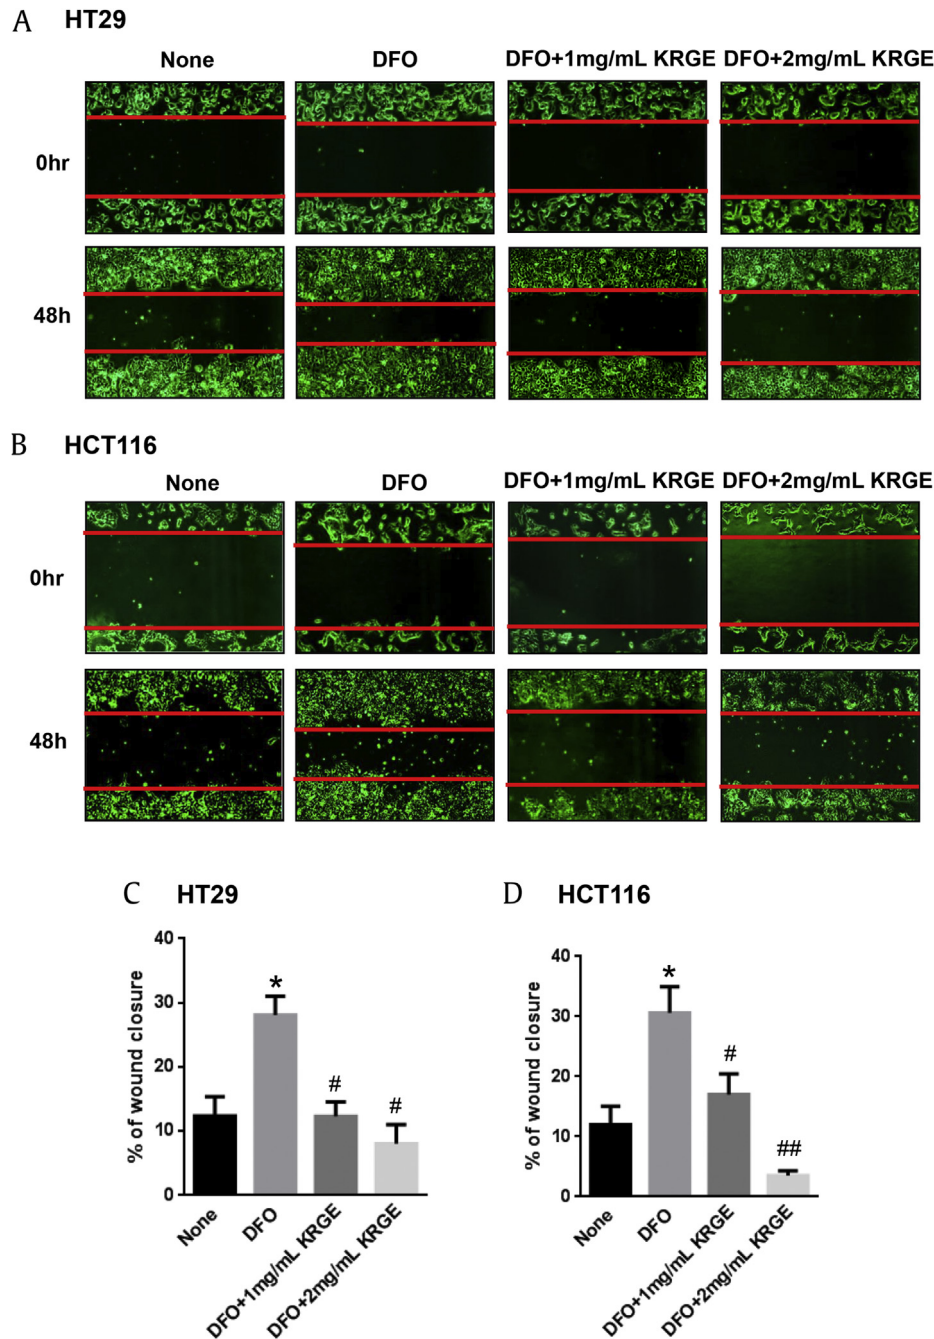 A HT29
None DFO DFO+1mg/mL KRGE DFO+2mg/mL KRGE
0hr
48h
B HCT116
None DFO DFO+1mg/mL KRGE DFO+2mg/mL KRGE
0hr
48h
C HT29
% of wound closure
40
30
20
10
0
*
#
#
None
DFO
DFO+1mg/mL KRGE
DFO+2mg/mL KRGE
D HCT116
% of wound closure
40
30
20
10
0
*
#
##
None
DFO
DFO+1mg/mL KRGE
DFO+2mg/mL KRGE